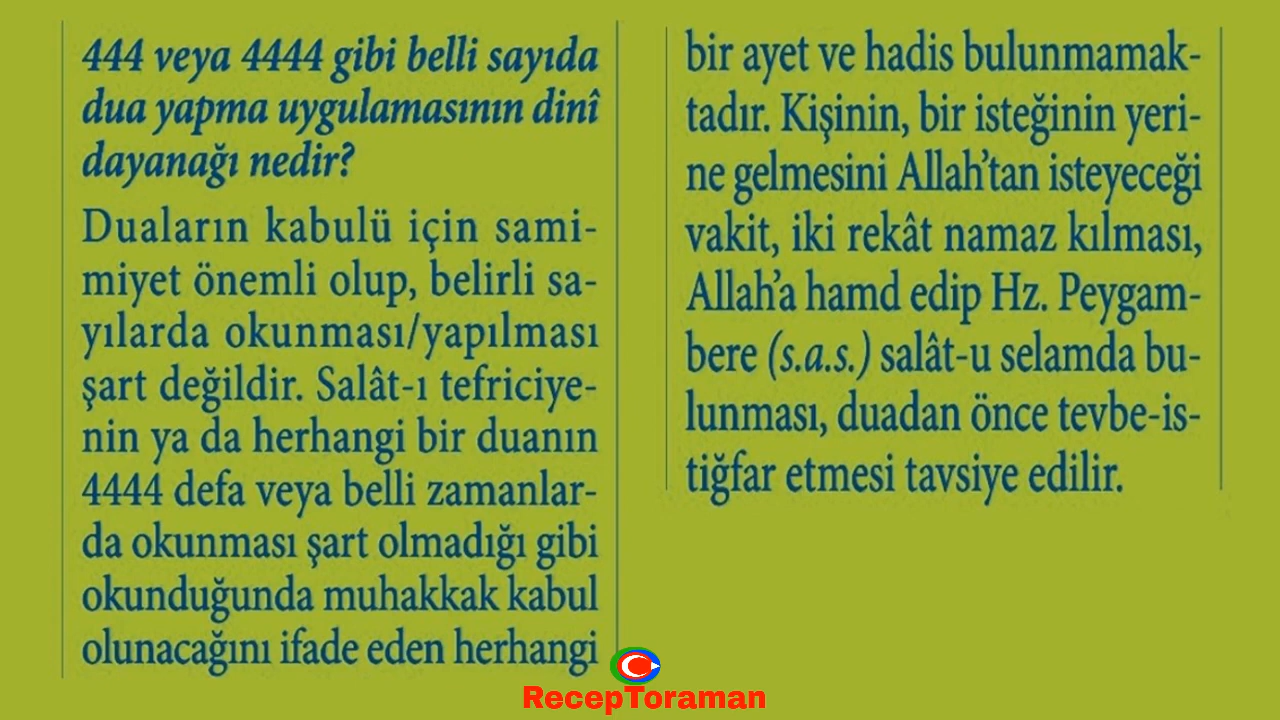 444 veya 4444 gibi belli sayıda
dua yapma uygulamasının dinî
dayanağı nedir?
Duaların kabulü için sami-
miyet önemli olup, belirli sa-
yılarda okunması/yapılması
şart değildir. Salât-ı tefriciye-
nin ya da herhangi bir duanın
4444 defa veya belli zamanlar-
da okunması şart olmadığı gibi
okunduğunda muhakkak kabul
olunacağını ifade eden herhangi
bir ayet ve hadis bulunmamak-
tadır. Kişinin, bir isteğinin yeri-
ne gelmesini Allah’tan isteyeceği
vakit, iki rekât namaz kılması,
Allah’a hamd edip Hz. Peygam-
bere (s.a.s.) salât-u selamda bu-
lunması, duadan önce tevbe-is-
tiğfar etmesi tavsiye edilir.
RecepToraman